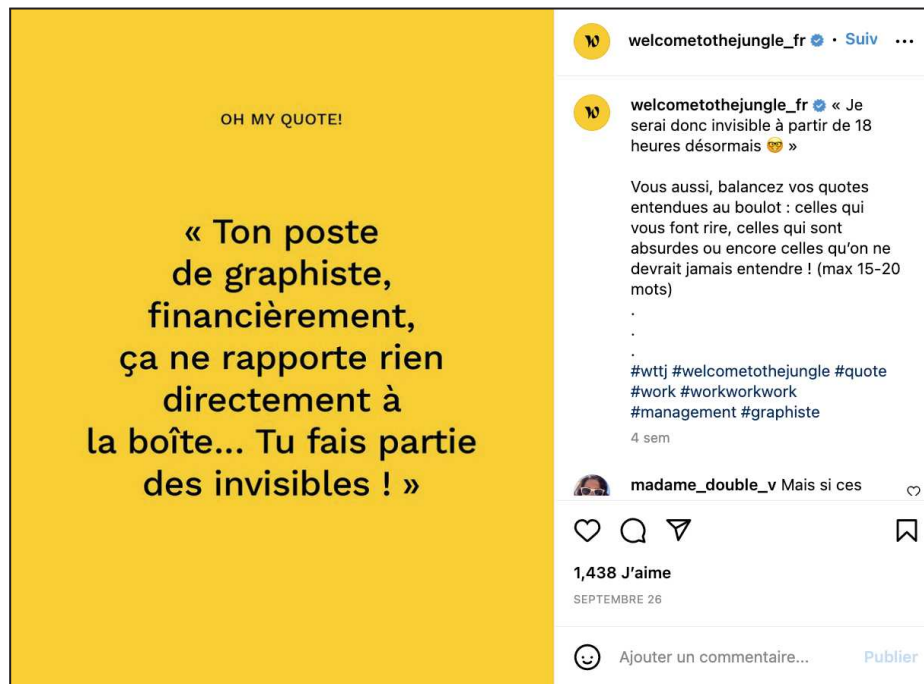 OH MY QUOTE!
« Ton poste
de graphiste,
financièrement,
ça ne rapporte rien
directement à
la boîte... Tu fais partie
des invisibles ! »
welcometothejungle_fr · Suiv
welcometothejungle_fr « Je
serai donc invisible à partir de 18
heures désormais 🤓 »
Vous aussi, balancez vos quotes
entendues au boulot : celles qui
vous font rire, celles qui sont
absurdes ou encore celles qu'on ne
devrait jamais entendre ! (max 15-20
mots)
.
.
.
#wttj #welcometothejungle #quote
#work #workworkwork
#management #graphiste
4 sem
madame_double_v Mais si ces
1,438 J'aime
SEPTEMBRE 26
Ajouter un commentaire... Publier